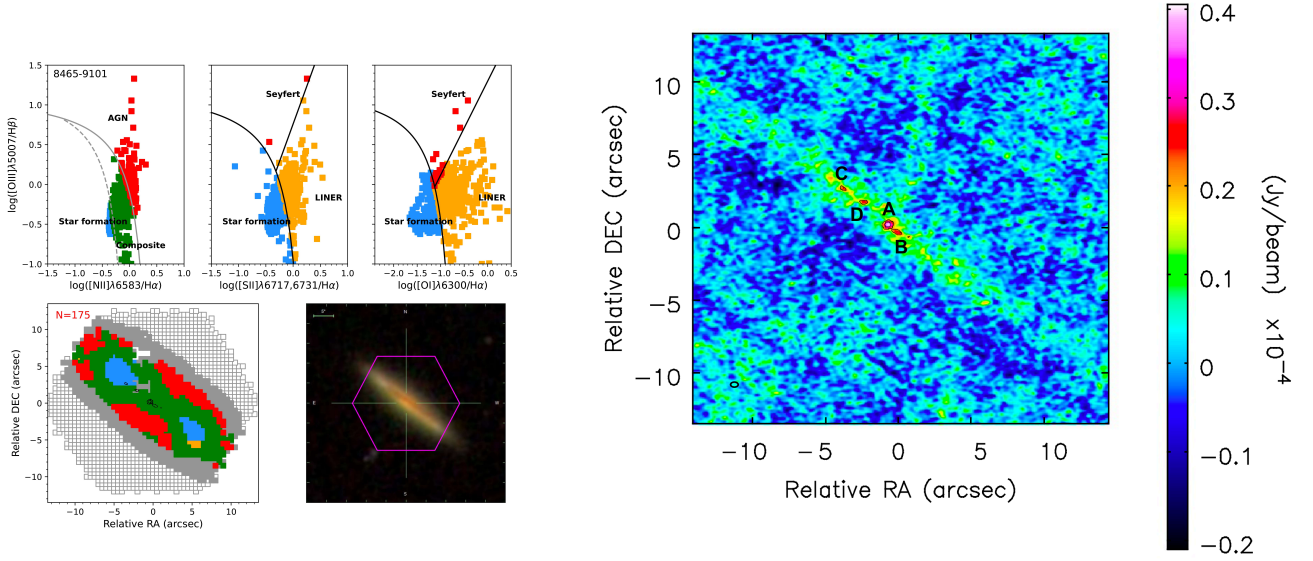 8465-9101
AGN
Star formation
Composite
Seyfert
Star formation
LINER
Seyfert
Star formation
LINER
log([OIII]λ5007/Hβ)
1.5
1.0
0.5
0.0
−0.5
−1.0
−1.5 −1.0 −0.5 0.0 0.5 1.0
−1.5 −1.0 −0.5 0.0 0.5 1.0
−2.0 −1.5 −1.0 −0.5 0.0 0.5
log([NII]λ6583/Hα)
log([SII]λ6717,6731/Hα)
log([OI]λ6300/Hα)
N=175
Relative DEC (arcsec)
10
5
0
−5
−10
−10 −5 0 5 10
Relative RA (arcsec)
5"
N
E
W
S
Relative DEC (arcsec)
10
5
0
−5
−10
C
D
A
B
−10 −5 0 5 10
Relative RA (arcsec)
0.4
0.3
0.2
0.1
0
−0.1
−0.2
(Jy/beam) x10⁻⁴